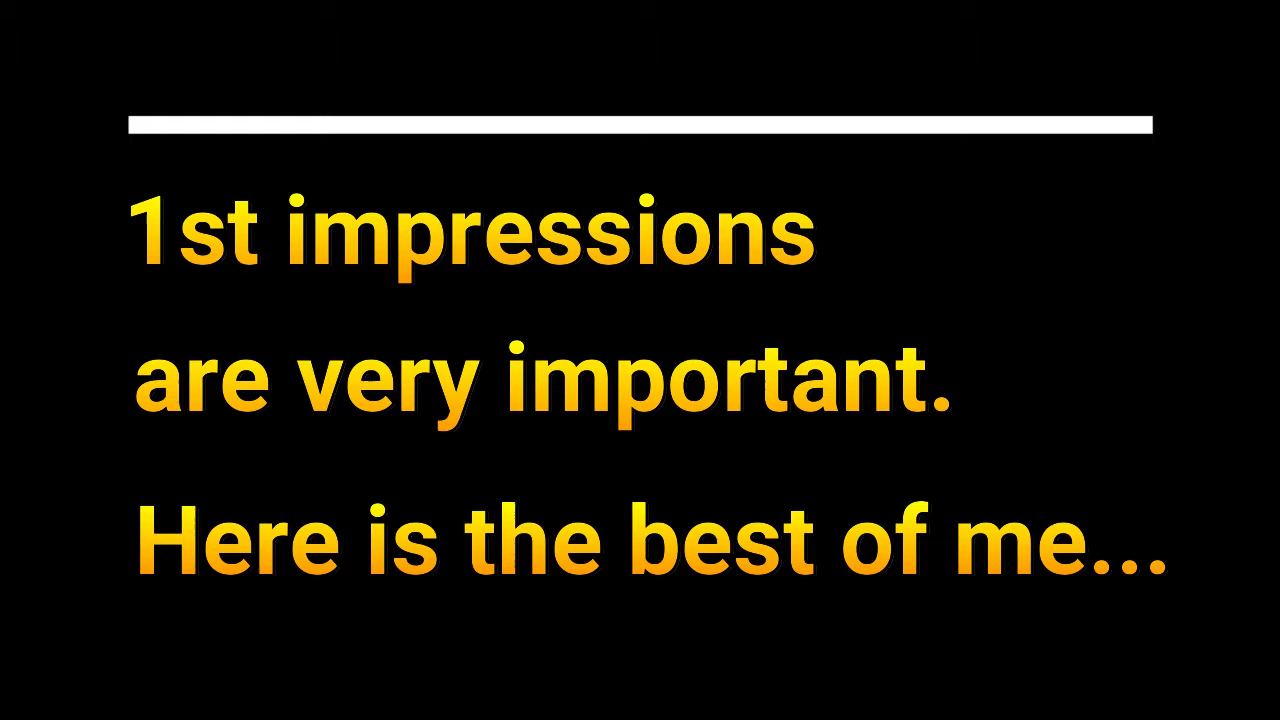 1st impressions
are very important.
Here is the best of me...